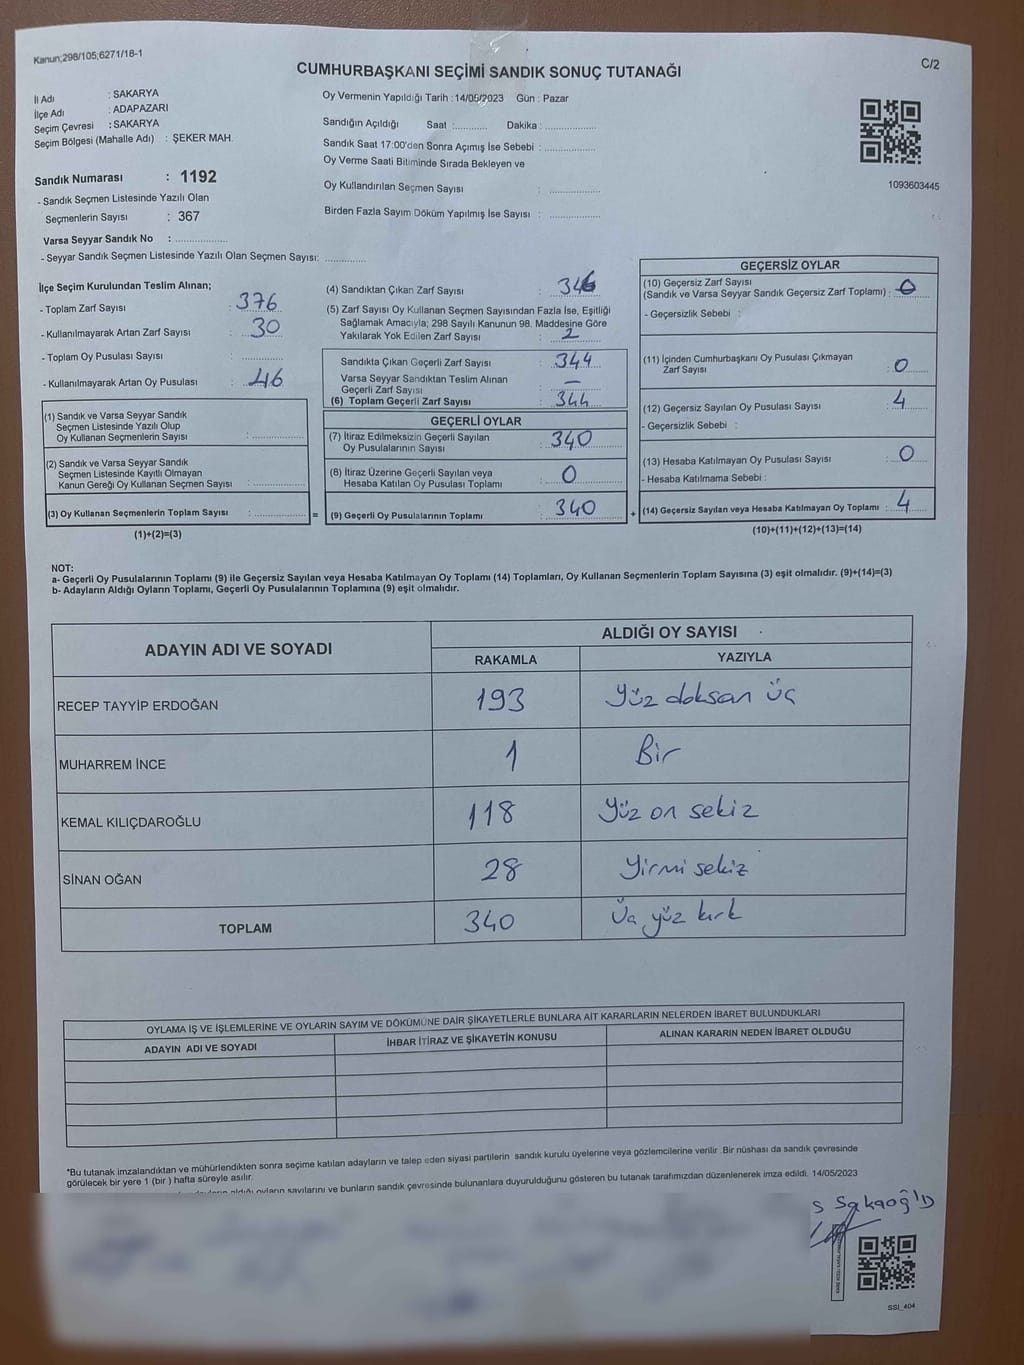 Kanun;298/105;6271/18-1
C/2
CUMHURBAŞKANI SEÇİMİ SANDIK SONUÇ TUTANAĞI
İl Adı : SAKARYA
İlçe Adı : ADAPAZARI
Seçim Çevresi : SAKARYA
Seçim Bölgesi (Mahalle Adı) : ŞEKER MAH.
Sandık Numarası : 1192
- Sandık Seçmen Listesinde Yazılı Olan
Seçmenlerin Sayısı : 367
Varsa Seyyar Sandık No : ...............
- Seyyar Sandık Seçmen Listesinde Yazılı Olan Seçmen Sayısı: ............
Oy Vermenin Yapıldığı Tarih : 14/05/2023 Gün : Pazar
Sandığın Açıldığı Saat :........... Dakika : ................
Sandık Saat 17:00'den Sonra Açımış İse Sebebi : ................
Oy Verme Saati Bitiminde Sırada Bekleyen ve
Oy Kullandırılan Seçmen Sayısı : ................
Birden Fazla Sayım Döküm Yapılmış İse Sayısı : ................
1093603445
İlçe Seçim Kurulundan Teslim Alınan;
- Toplam Zarf Sayısı : 376
- Kullanılmayarak Artan Zarf Sayısı : 30
- Toplam Oy Pusulası Sayısı : ..............
- Kullanılmayarak Artan Oy Pusulası : 46
(1) Sandık ve Varsa Seyyar Sandık
Seçmen Listesinde Yazılı Olup
Oy Kullanan Seçmenlerin Sayısı : ..............
(2) Sandık ve Varsa Seyyar Sandık
Seçmen Listesinde Kayıtlı Olmayan
Kanun Gereği Oy Kullanan Seçmen Sayısı : ..............
(3) Oy Kullanan Seçmenlerin Toplam Sayısı : .............. =
(1)+(2)=(3)
(4) Sandıktan Çıkan Zarf Sayısı : 346
(5) Zarf Sayısı Oy Kullanan Seçmen Sayısından Fazla İse, Eşitliği
Sağlamak Amacıyla; 298 Sayılı Kanunun 98. Maddesine Göre
Yakılarak Yok Edilen Zarf Sayısı : 2
Sandıkta Çıkan Geçerli Zarf Sayısı : 344
Varsa Seyyar Sandıktan Teslim Alınan
Geçerli Zarf Sayısı : —
(6) Toplam Geçerli Zarf Sayısı : 344
GEÇERLİ OYLAR
(7) İtiraz Edilmeksizin Geçerli Sayılan
Oy Pusulalarının Sayısı : 340
(8) İtiraz Üzerine Geçerli Sayılan veya
Hesaba Katılan Oy Pusulası Toplamı : 0
(9) Geçerli Oy Pusulalarının Toplamı : 340 +
GEÇERSİZ OYLAR
(10) Geçersiz Zarf Sayısı
(Sandık ve Varsa Seyyar Sandık Geçersiz Zarf Toplamı) : 0
- Geçersizlik Sebebi :
(11) İçinden Cumhurbaşkanı Oy Pusulası Çıkmayan
Zarf Sayısı : 0
(12) Geçersiz Sayılan Oy Pusulası Sayısı : 4
- Geçersizlik Sebebi :
(13) Hesaba Katılmayan Oy Pusulası Sayısı : 0
- Hesaba Katılmama Sebebi :
(14) Geçersiz Sayılan veya Hesaba Katılmayan Oy Toplamı : 4
(10)+(11)+(12)+(13)=(14)
NOT:
a- Geçerli Oy Pusulalarının Toplamı (9) ile Geçersiz Sayılan veya Hesaba Katılmayan Oy Toplamı (14) Toplamları, Oy Kullanan Seçmenlerin Toplam Sayısına (3) eşit olmalıdır. (9)+(14)=(3)
b- Adayların Aldığı Oyların Toplamı, Geçerli Oy Pusulalarının Toplamına (9) eşit olmalıdır.
ADAYIN ADI VE SOYADI ALDIĞI OY SAYISI
RAKAMLA YAZIYLA
RECEP TAYYİP ERDOĞAN 193 Yüz doksan üç
MUHARREM İNCE 1 Bir
KEMAL KILIÇDAROĞLU 118 Yüz on sekiz
SİNAN OĞAN 28 Yirmi sekiz
TOPLAM 340 Üç yüz kırk
OYLAMA İŞ VE İŞLEMLERİNE VE OYLARIN SAYIM VE DÖKÜMÜNE DAİR ŞİKAYETLERLE BUNLARA AİT KARARLARIN NELERDEN İBARET BULUNDUKLARI
ADAYIN ADI VE SOYADI İHBAR İTİRAZ VE ŞİKAYETİN KONUSU ALINAN KARARIN NEDEN İBARET OLDUĞU
*Bu tutanak imzalandıktan ve mühürlendikten sonra seçime katılan adayların ve talep eden siyasi partilerin sandık kurulu üyelerine veya gözlemcilerine verilir .Bir nüshası da sandık çevresinde
görülecek bir yere 1 (bir ) hafta süreyle asılır.
aldığı oyların sayılarını ve bunların sandık çevresinde bulunanlara duyurulduğunu gösteren bu tutanak tarafımızdan düzenlenerek imza edildi. 14/05/2023
SSI_404